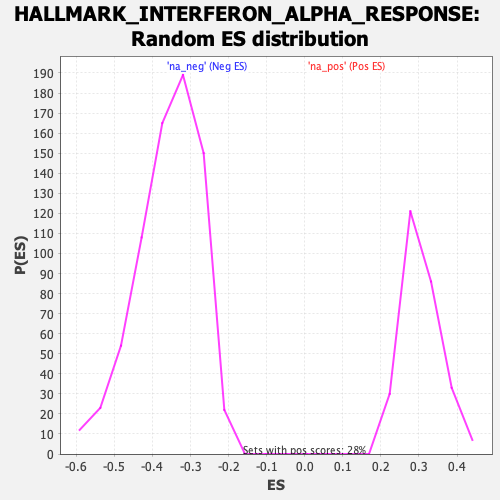 HALLMARK_INTERFERON_ALPHA_RESPONSE:
Random ES distribution
'na_neg' (Neg ES) 'na_pos' (Pos ES)
190
180
170
160
150
140
130
120
110
100
90
80
70
60
50
40
30
20
10
0
P(ES)
Sets with pos scores: 28%
-0.6 -0.5 -0.4 -0.3 -0.2 -0.1 0.0 0.1 0.2 0.3 0.4
ES